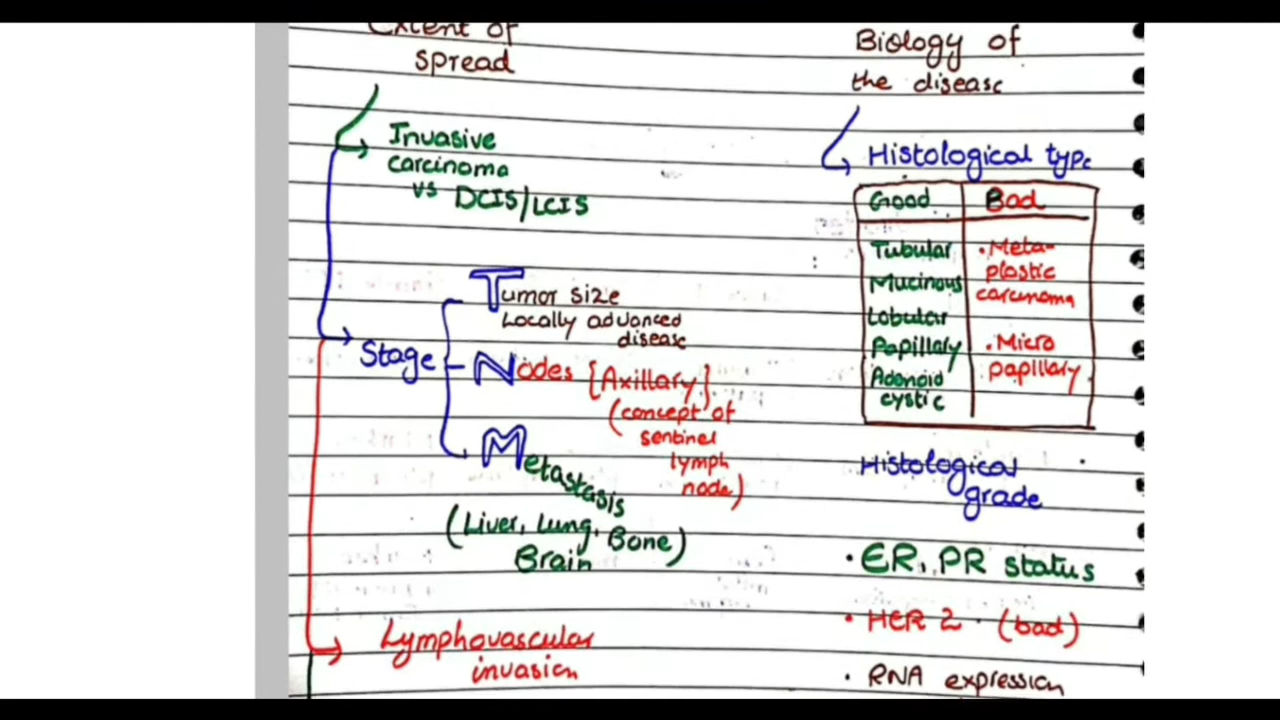 Extent of
spread
Invasive
carcinoma
vs DCIS/LCIS
Stage
Tumor size
Locally advanced
disease
Nodes [Axillary]
(concept of
sentinel
lymph
node)
Metastasis
(Liver, Lung, Bone)
Brain
Lymphovascular
invasion
Biology of
the disease
Histological type
Good Bad
Tubular
Mucinous
Lobular
Papillary
Adenoid
cystic
• Meta-
plastic
carcinoma
• Micro
papillary
Histological
grade
• ER, PR status
• HER 2 (bad)
• RNA expression